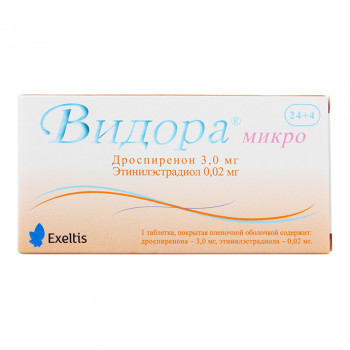 24+4
Видора®
микро
Дроспиренон 3,0 мг
Этинилэстрадиол 0,02 мг
Exeltis
1 таблетка, покрытая пленочной оболочкой содержит:
дроспиренона – 3,0 мг, этинилэстрадиола – 0,02 мг.